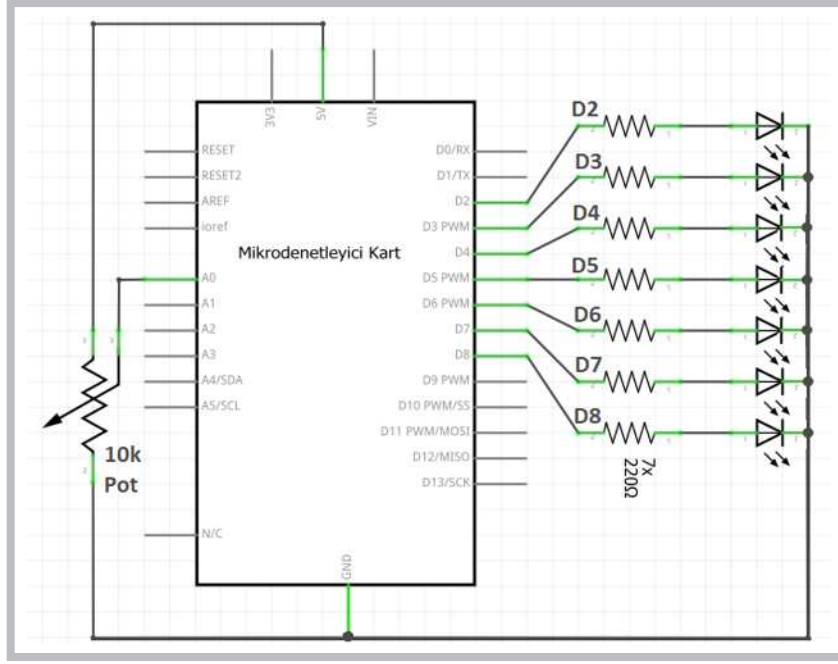 3V3
5V
VIN
RESET
RESET2
AREF
ioref
A0
A1
A2
A3
A4/SDA
A5/SCL
N/C
Mikrodenetleyici Kart
D0/RX
D1/TX
D2
D3 PWM
D4
D5 PWM
D6 PWM
D7
D8
D9 PWM
D10 PWM/SS
D11 PWM/MOSI
D12/MISO
D13/SCK
GND
10k
Pot
D2
D3
D4
D5
D6
D7
D8
7x
220Ω